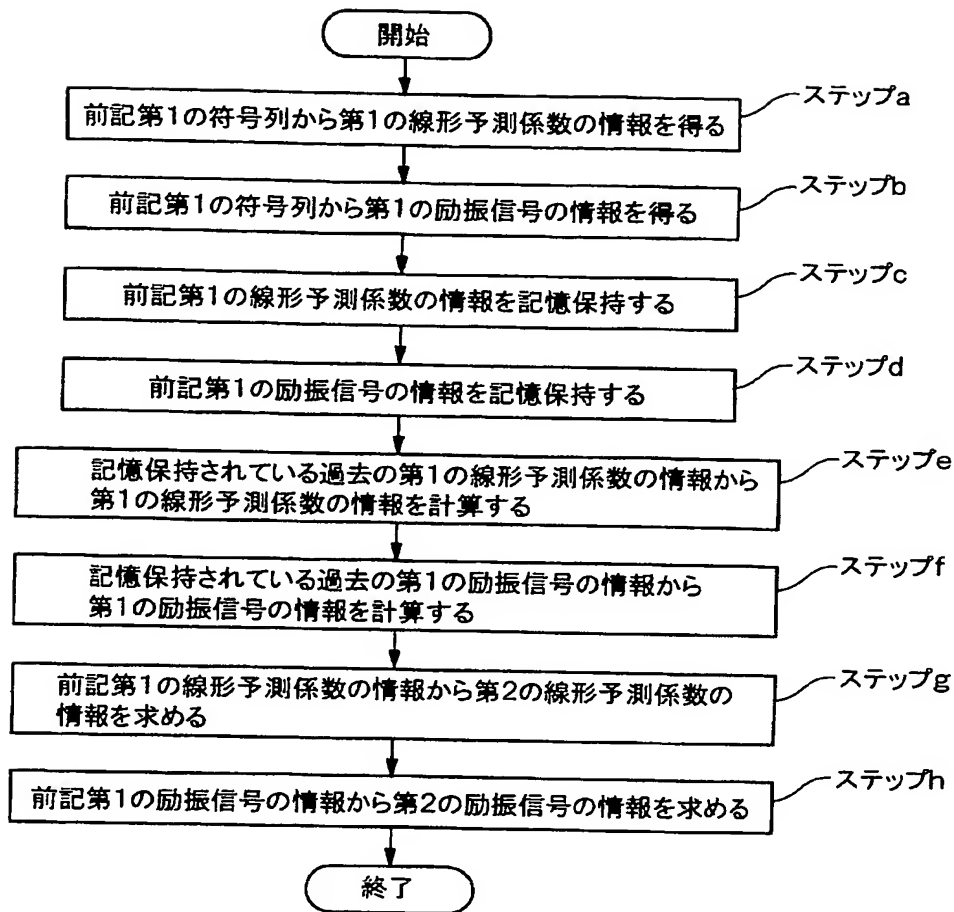 開始
ステップa
前記第1の符号列から第1の線形予測係数の情報を得る
ステップb
前記第1の符号列から第1の励振信号の情報を得る
ステップc
前記第1の線形予測係数の情報を記憶保持する
ステップd
前記第1の励振信号の情報を記憶保持する
ステップe
記憶保持されている過去の第1の線形予測係数の情報から
第1の線形予測係数の情報を計算する
ステップf
記憶保持されている過去の第1の励振信号の情報から
第1の励振信号の情報を計算する
ステップg
前記第1の線形予測係数の情報から第2の線形予測係数の
情報を求める
ステップh
前記第1の励振信号の情報から第2の励振信号の情報を求める
終了